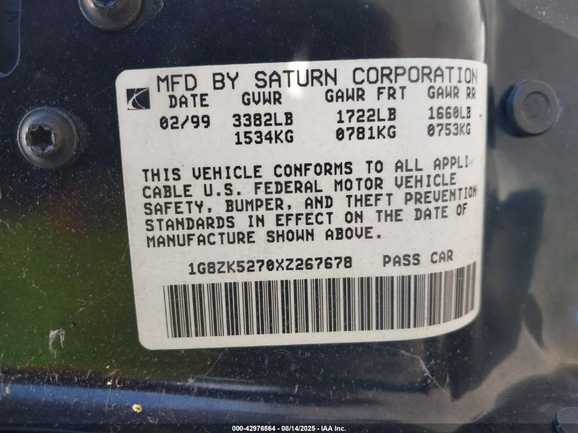 MFD BY SATURN CORPORATION
DATE GVWR GAWR FRT GAWR RR
02/99 3382LB 1722LB 1660LB
1534KG 0781KG 0753KG
THIS VEHICLE CONFORMS TO ALL APPLI-
CABLE U.S. FEDERAL MOTOR VEHICLE
SAFETY, BUMPER, AND THEFT PREVENTION
STANDARDS IN EFFECT ON THE DATE OF
MANUFACTURE SHOWN ABOVE.
1G8ZK5270XZ267678 PASS CAR
000-42976564 - 08/14/2025 - IAA Inc.